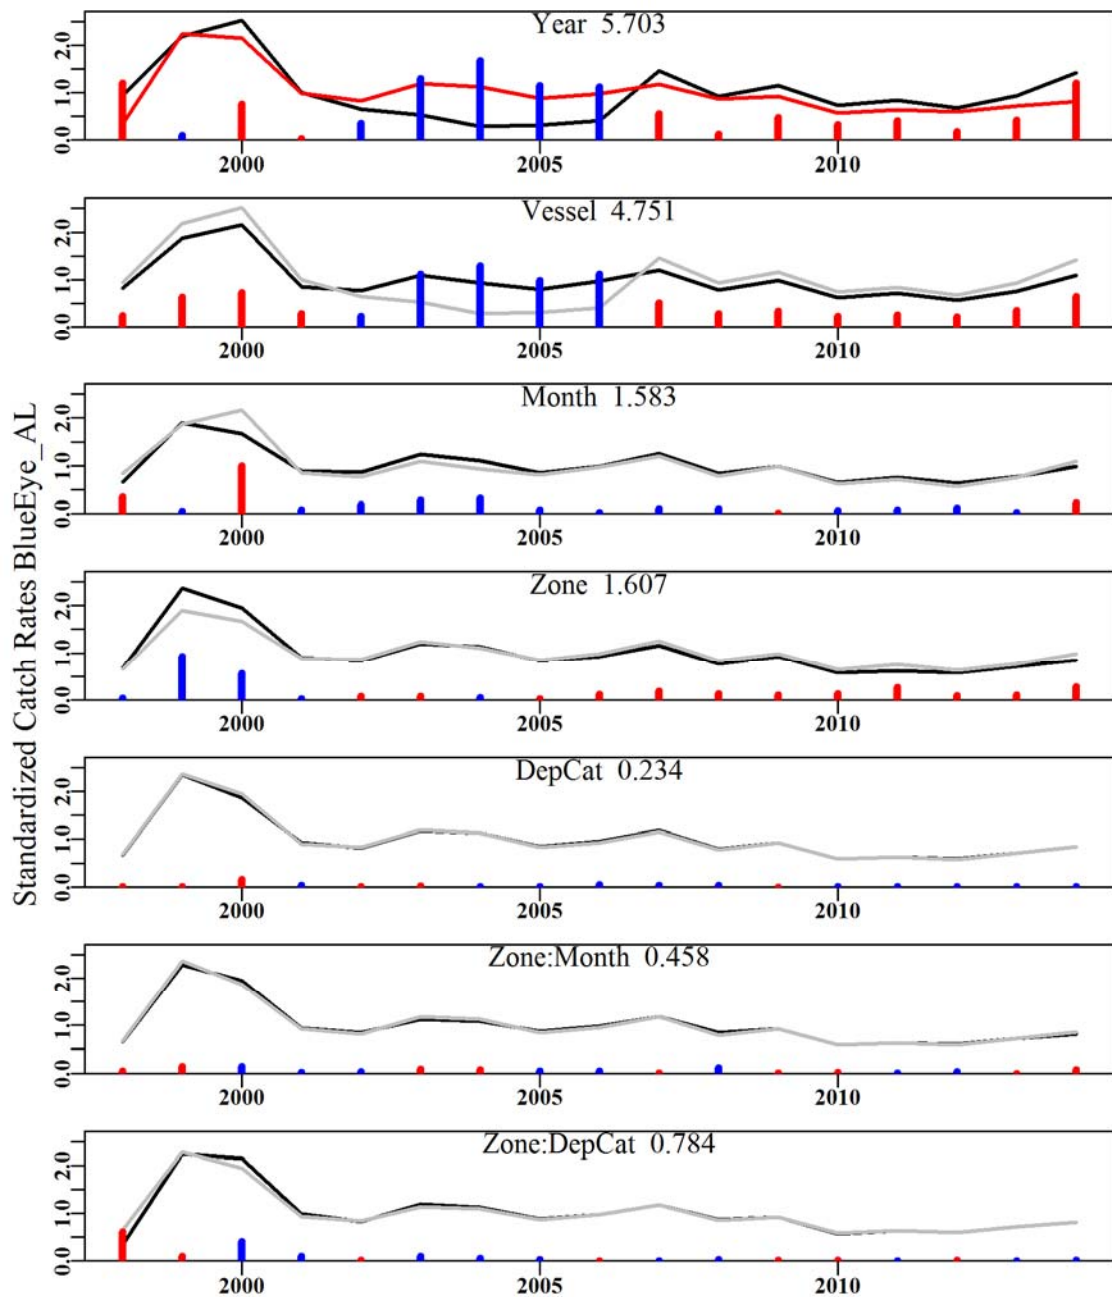 Standardized Catch Rates BlueEye_AL
Year 5.703
0.0 1.0 2.0
2000 2005 2010
Vessel 4.751
0.0 1.0 2.0
2000 2005 2010
Month 1.583
0.0 1.0 2.0
2000 2005 2010
Zone 1.607
0.0 1.0 2.0
2000 2005 2010
DepCat 0.234
0.0 1.0 2.0
2000 2005 2010
Zone:Month 0.458
0.0 1.0 2.0
2000 2005 2010
Zone:DepCat 0.784
0.0 1.0 2.0
2000 2005 2010